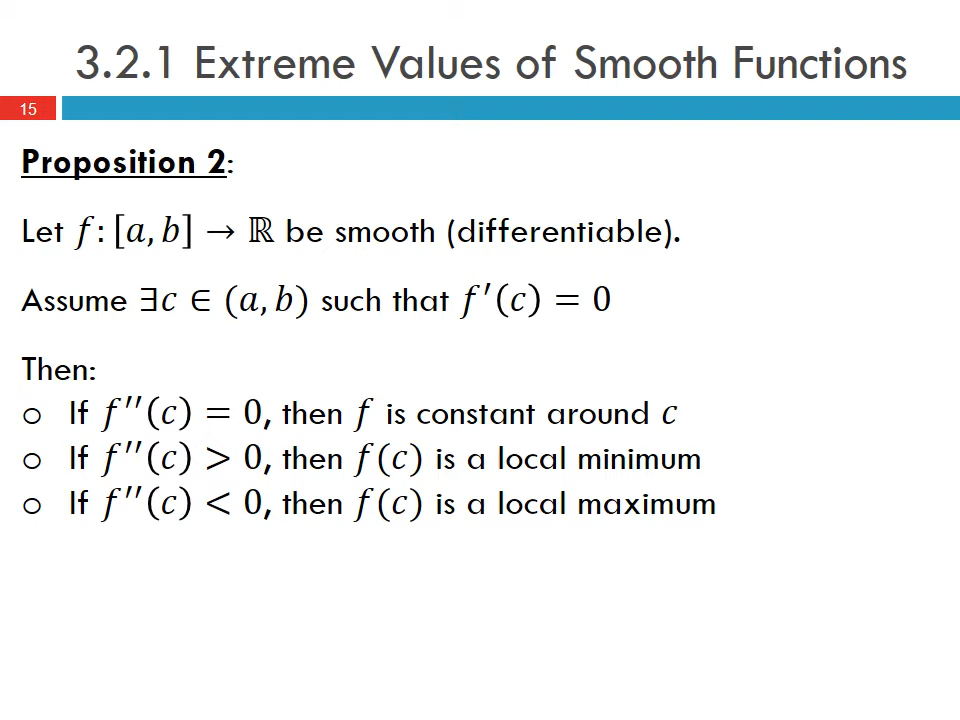 3.2.1 Extreme Values of Smooth Functions
15
Proposition 2:
Let f: [a, b] → ℝ be smooth (differentiable).
Assume ∃c ∈ (a, b) such that f′(c) = 0
Then:
o If f′′(c) = 0, then f is constant around c
o If f′′(c) > 0, then f(c) is a local minimum
o If f′′(c) < 0, then f(c) is a local maximum